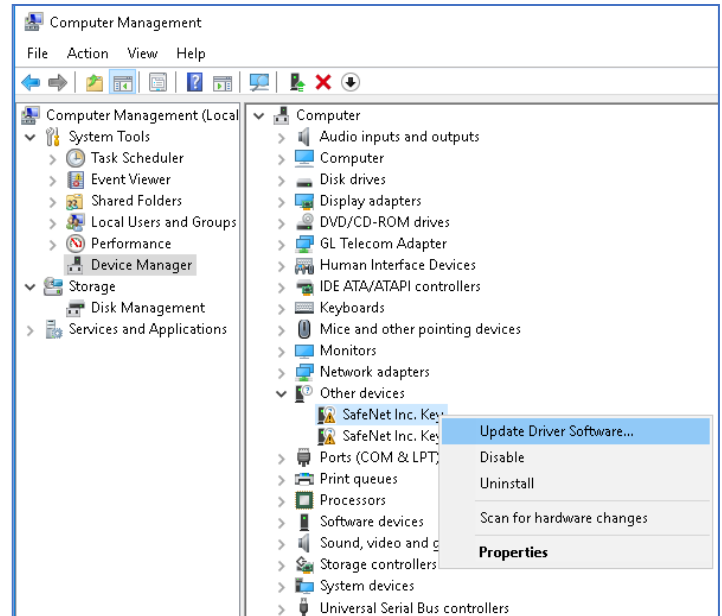 Computer Management
File Action View Help
Computer Management (Local
System Tools
Task Scheduler
Event Viewer
Shared Folders
Local Users and Groups
Performance
Device Manager
Storage
Disk Management
Services and Applications
Computer
Audio inputs and outputs
Computer
Disk drives
Display adapters
DVD/CD-ROM drives
GL Telecom Adapter
Human Interface Devices
IDE ATA/ATAPI controllers
Keyboards
Mice and other pointing devices
Monitors
Network adapters
Other devices
SafeNet Inc. Key
SafeNet Inc. Key
Ports (COM & LPT)
Print queues
Processors
Software devices
Sound, video and g
Storage controllers
System devices
Universal Serial Bus controllers
Update Driver Software...
Disable
Uninstall
Scan for hardware changes
Properties